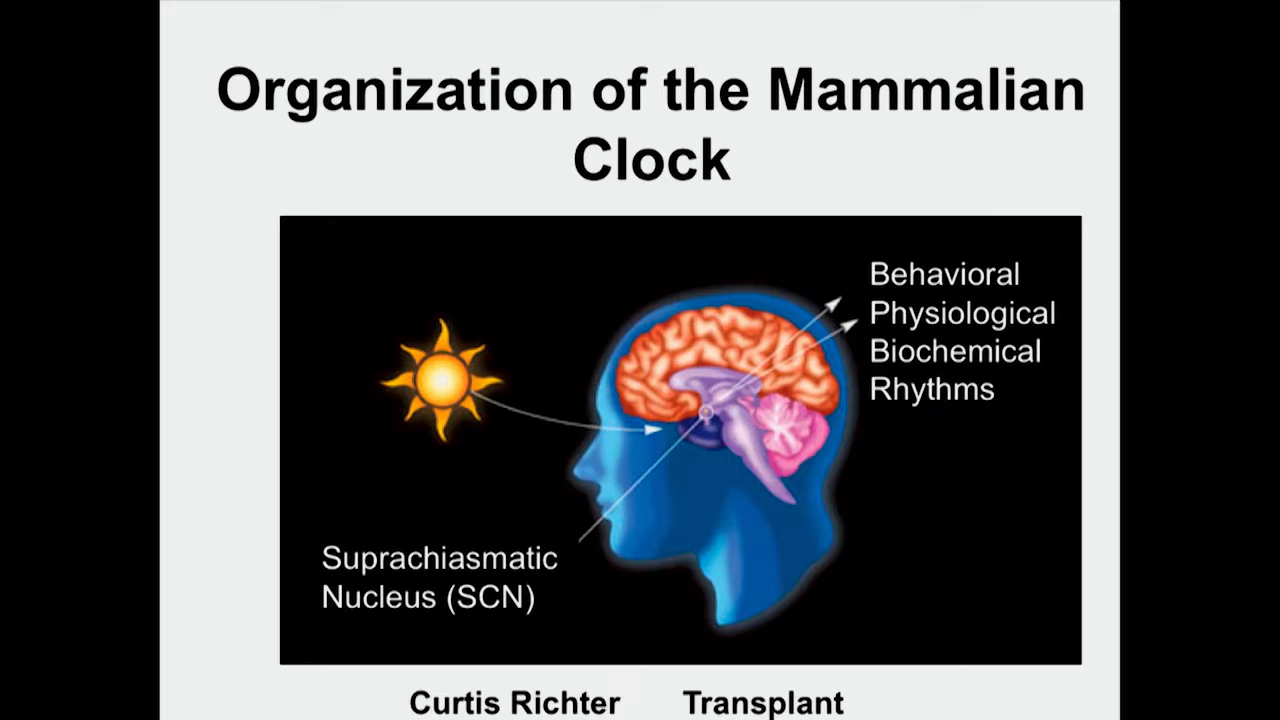 Organization of the Mammalian
Clock
Behavioral
Physiological
Biochemical
Rhythms
Suprachiasmatic
Nucleus (SCN)
Curtis Richter Transplant